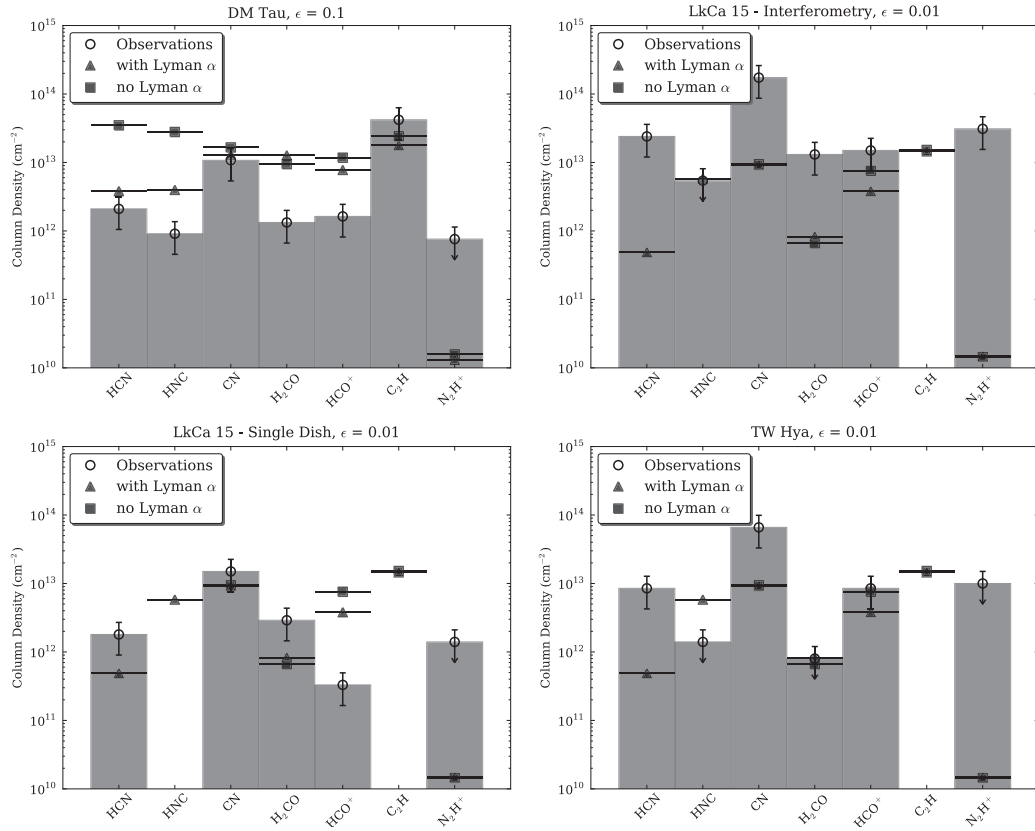 DM Tau, ϵ = 0.1
Observations
with Lyman α
no Lyman α
Column Density (cm⁻²)
10¹⁵
10¹⁴
10¹³
10¹²
10¹¹
10¹⁰
HCN HNC CN H₂CO HCO⁺ C₂H N₂H⁺
LkCa 15 - Interferometry, ϵ = 0.01
Observations
with Lyman α
no Lyman α
Column Density (cm⁻²)
10¹⁵
10¹⁴
10¹³
10¹²
10¹¹
10¹⁰
HCN HNC CN H₂CO HCO⁺ C₂H N₂H⁺
LkCa 15 - Single Dish, ϵ = 0.01
Observations
with Lyman α
no Lyman α
Column Density (cm⁻²)
10¹⁵
10¹⁴
10¹³
10¹²
10¹¹
10¹⁰
HCN HNC CN H₂CO HCO⁺ C₂H N₂H⁺
TW Hya, ϵ = 0.01
Observations
with Lyman α
no Lyman α
Column Density (cm⁻²)
10¹⁵
10¹⁴
10¹³
10¹²
10¹¹
10¹⁰
HCN HNC CN H₂CO HCO⁺ C₂H N₂H⁺